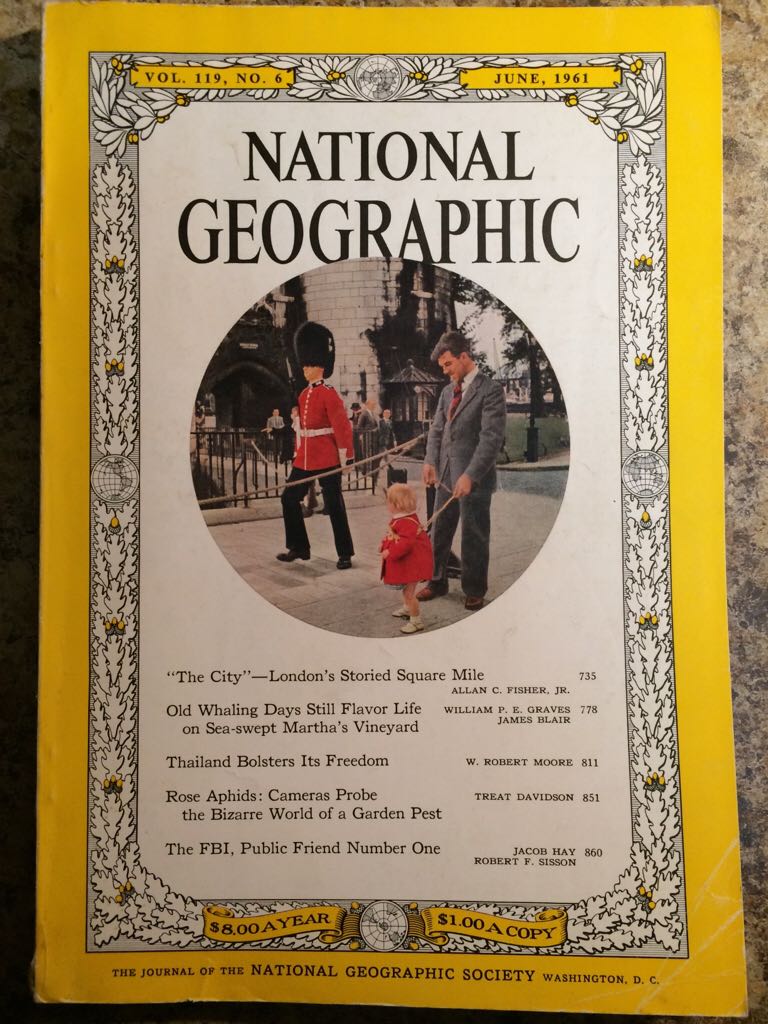 VOL. 119, NO. 6
JUNE, 1961
NATIONAL
GEOGRAPHIC
"The City"—London's Storied Square Mile 735
ALLAN C. FISHER, JR.
Old Whaling Days Still Flavor Life WILLIAM P. E. GRAVES 778
on Sea-swept Martha's Vineyard JAMES BLAIR
Thailand Bolsters Its Freedom W. ROBERT MOORE 811
Rose Aphids: Cameras Probe TREAT DAVIDSON 851
the Bizarre World of a Garden Pest
The FBI, Public Friend Number One JACOB HAY 860
ROBERT F. SISSON
$8.00 A YEAR
$1.00 A COPY
THE JOURNAL OF THE NATIONAL GEOGRAPHIC SOCIETY WASHINGTON, D. C.